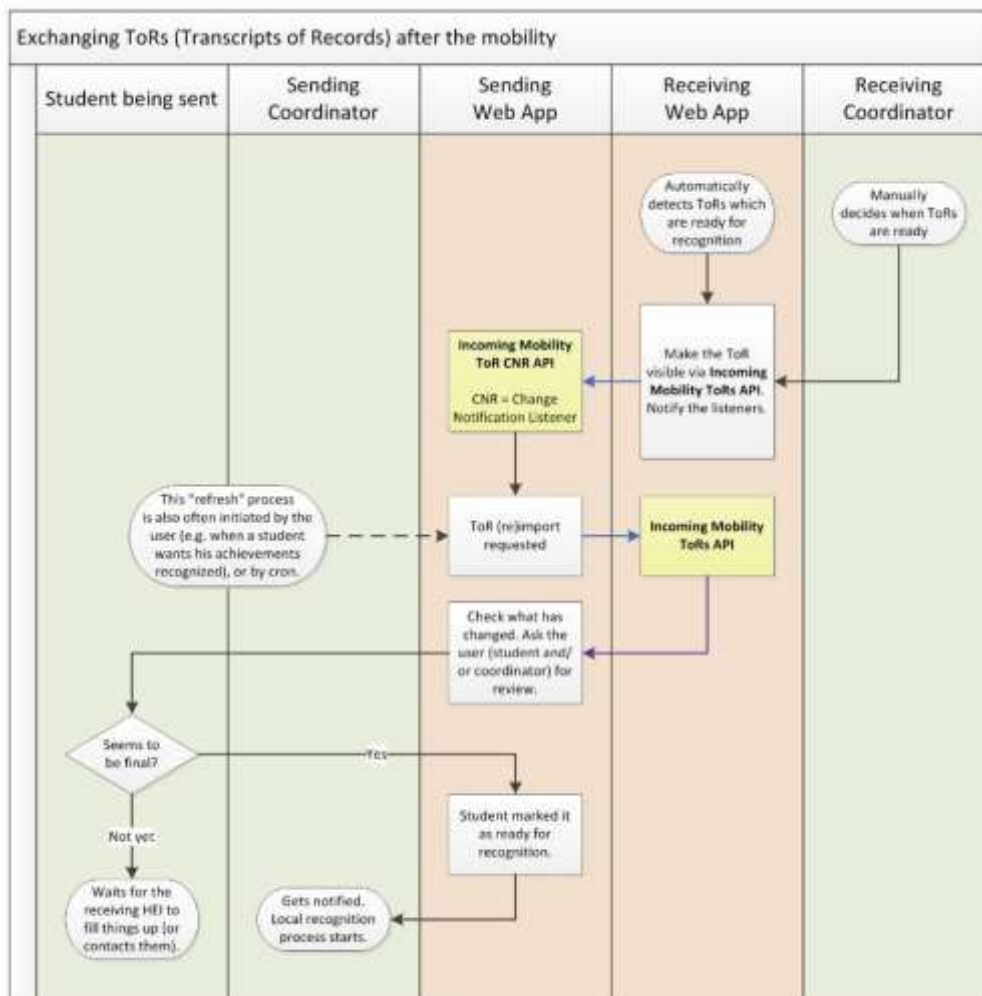 Exchanging ToRs (Transcripts of Records) after the mobility
Student being sent
Sending
Coordinator
Sending
Web App
Receiving
Web App
Receiving
Coordinator
Automatically
detects ToRs which
are ready for
recognition
Manually
decides when ToRs
are ready
Incoming Mobility
ToR CNR API
CNR = Change
Notification Listener
Make the ToR
visible via Incoming
Mobility ToRs API.
Notify the listeners.
This "refresh" process
is also often initiated by the
user (e.g. when a student
wants his achievements
recognized), or by cron.
ToR (re)import
requested
Incoming Mobility
ToRs API
Check what has
changed. Ask the
user (student and/
or coordinator) for
review.
Seems to
be final?
Yes
Student marked it
as ready for
recognition.
Not yet
Waits for the
receiving HEI to
fill things up (or
contacts them).
Gets notified.
Local recognition
process starts.